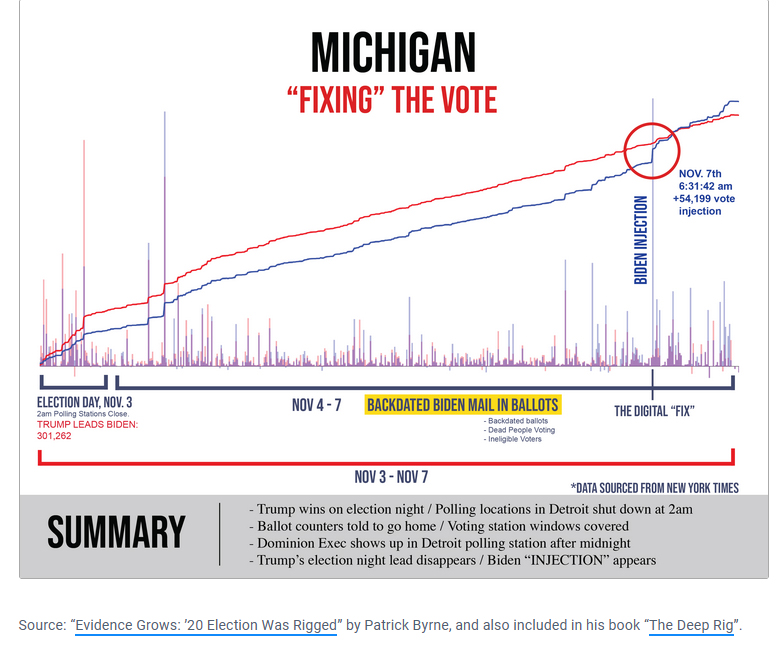 MICHIGAN
“FIXING” THE VOTE
NOV. 7th
6:31:42 am
+54,199 vote
injection
BIDEN INJECTION
ELECTION DAY, NOV. 3
2am Polling Stations Close.
TRUMP LEADS BIDEN:
301,262
NOV 4 - 7 BACKDATED BIDEN MAIL IN BALLOTS
- Backdated ballots
- Dead People Voting
- Ineligible Voters
THE DIGITAL “FIX”
NOV 3 - NOV 7
*DATA SOURCED FROM NEW YORK TIMES
SUMMARY
- Trump wins on election night / Polling locations in Detroit shut down at 2am
- Ballot counters told to go home / Voting station windows covered
- Dominion Exec shows up in Detroit polling station after midnight
- Trump’s election night lead disappears / Biden “INJECTION” appears
Source: “Evidence Grows: ’20 Election Was Rigged” by Patrick Byrne, and also included in his book “The Deep Rig”.